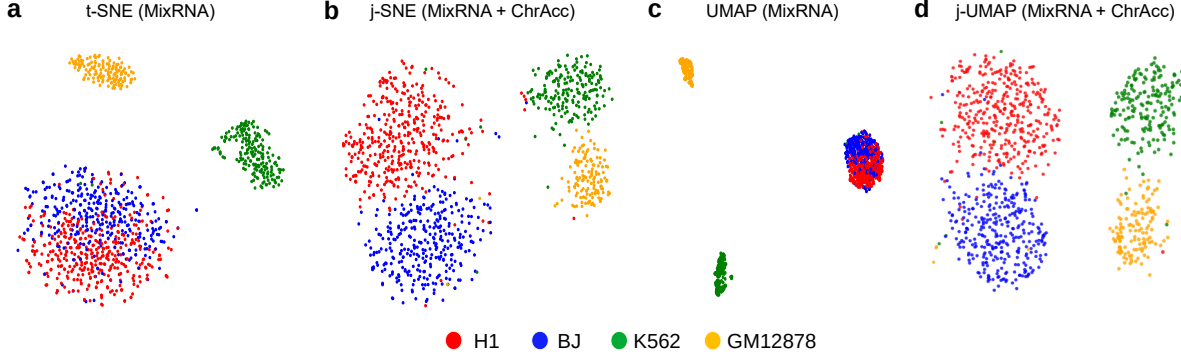 a t-SNE (MixRNA)
b j-SNE (MixRNA + ChrAcc)
c UMAP (MixRNA)
d j-UMAP (MixRNA + ChrAcc)
H1 BJ K562 GM12878